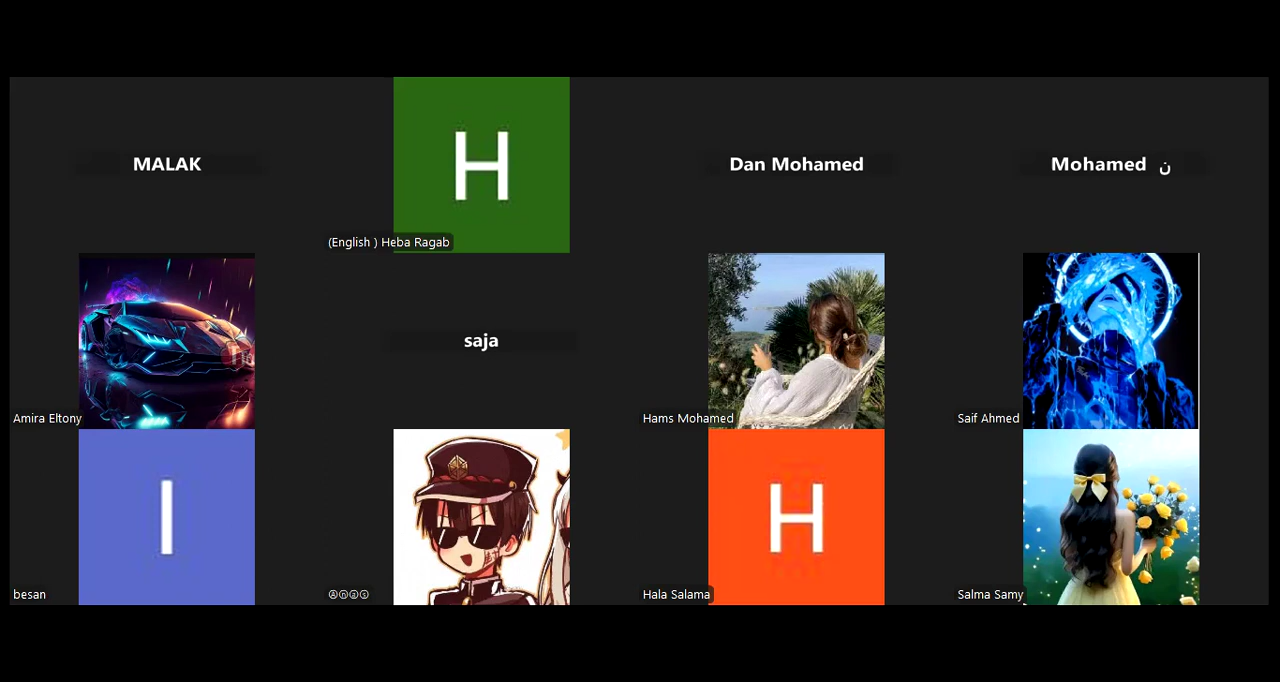 MALAK
H
(English ) Heba Ragab
Dan Mohamed
Mohamed ن
Amira Eltony
saja
Hams Mohamed
Saif Ahmed
I
besan
Ⓐⓝⓐⓢ
H
Hala Salama
Salma Samy